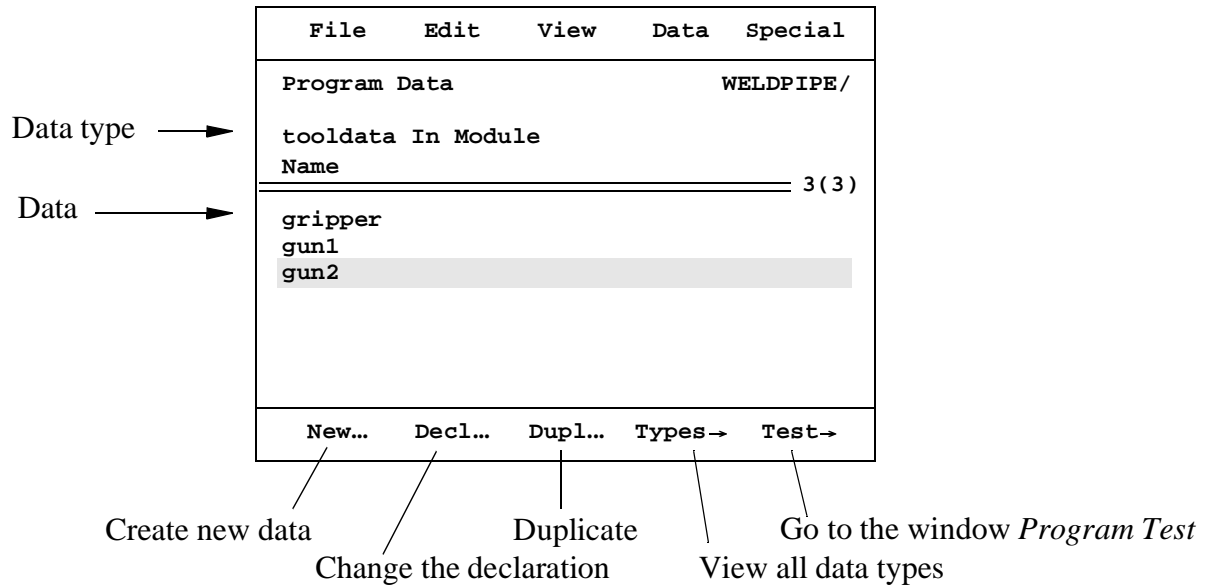 File Edit View Data Special
Program Data WELDPIPE/
Data type
tooldata In Module
Name
3(3)
Data
gripper
gun1
gun2
New… Decl… Dupl… Types→ Test→
Create new data Duplicate Go to the window Program Test
Change the declaration View all data types